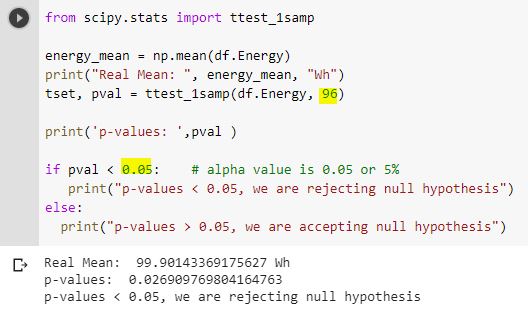 from scipy.stats import ttest_1samp
energy_mean = np.mean(df.Energy)
print("Real Mean: ", energy_mean, "Wh")
tset, pval = ttest_1samp(df.Energy, 96)
print('p-values: ',pval )
if pval < 0.05:    # alpha value is 0.05 or 5%
   print("p-values < 0.05, we are rejecting null hypothesis")
else:
  print("p-values > 0.05, we are accepting null hypothesis")
Real Mean:  99.90143369175627 Wh
p-values:  0.026909769804164763
p-values < 0.05, we are rejecting null hypothesis